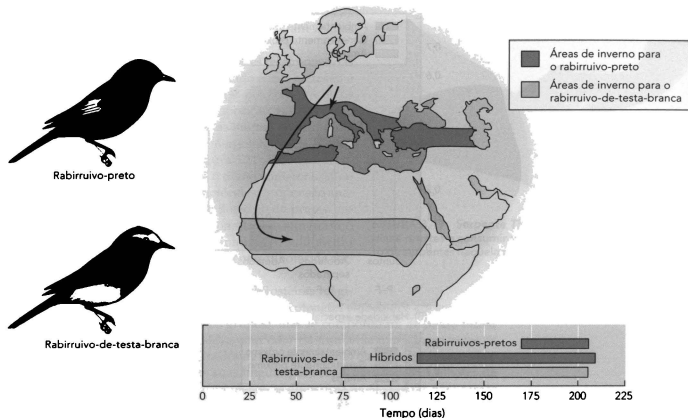 Rabirruivo-preto
Rabirruivo-de-testa-branca
Áreas de inverno para
o rabirruivo-preto
Áreas de inverno para o
rabirruivo-de-testa-branca
Rabirruivos-pretos
Híbridos
Rabirruivos-de-
testa-branca
0 25 50 75 100 125 150 175 200 225
Tempo (dias)